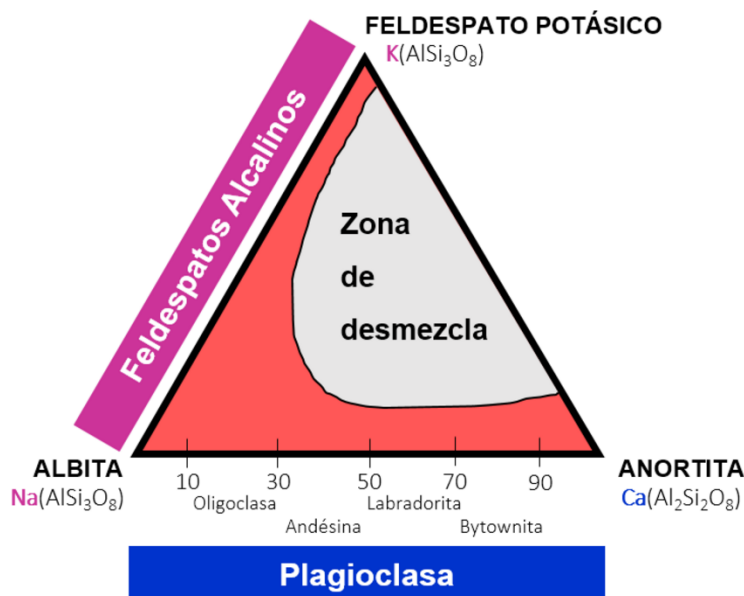 FELDESPATO POTÁSICO
K(AlSi₃O₈)
Feldespatos Alcalinos
Zona
de
desmezcla
ALBITA
Na(AlSi₃O₈)
ANORTITA
Ca(Al₂Si₂O₈)
10 30 50 70 90
Oligoclasa Labradorita
Andésina Bytownita
Plagioclasa